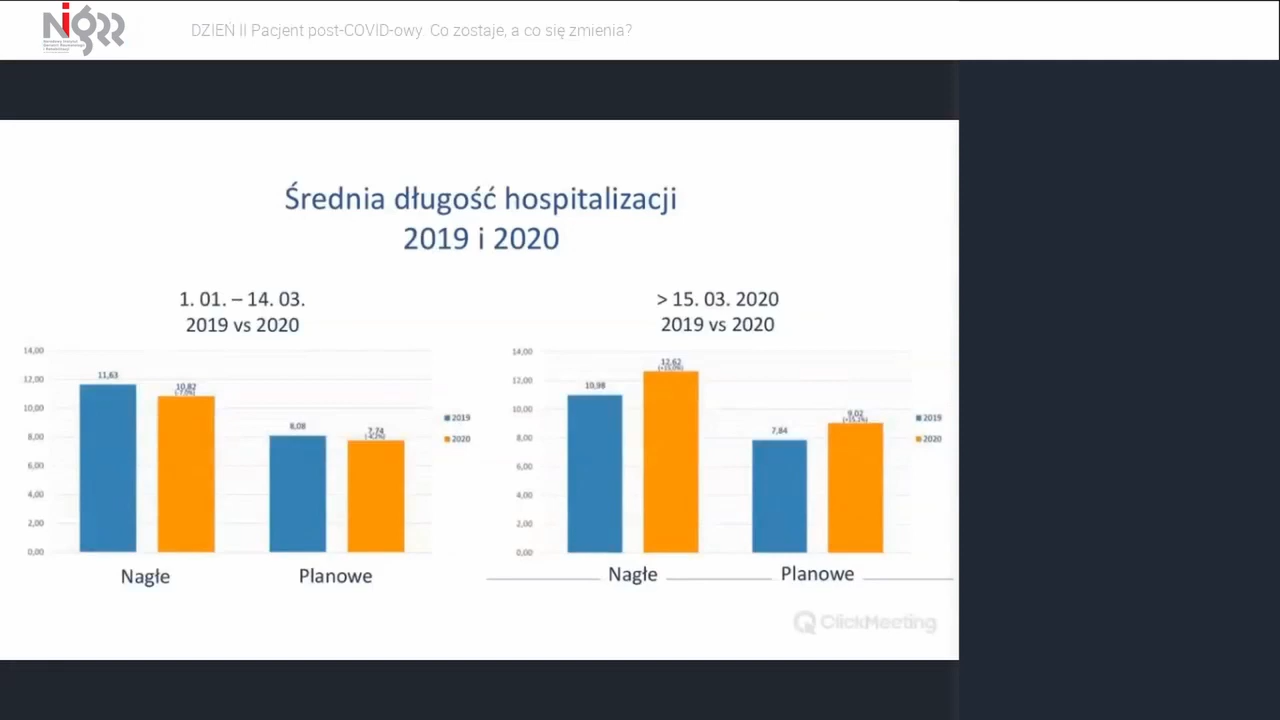 DZIEŃ II Pacjent post-COVID-owy. Co zostaje, a co się zmienia?
Średnia długość hospitalizacji
2019 i 2020
1. 01. – 14. 03.
2019 vs 2020
14,00
12,00
10,00
8,00
6,00
4,00
2,00
0,00
11,63
10,82
(-7,0%)
8,08
7,74
(-4,2%)
2019
2020
Nagłe
Planowe
> 15. 03. 2020
2019 vs 2020
14,00
12,00
10,00
8,00
6,00
4,00
2,00
0,00
10,98
12,62
7,84
9,02
2019
2020
Nagłe
Planowe
ClickMeeting